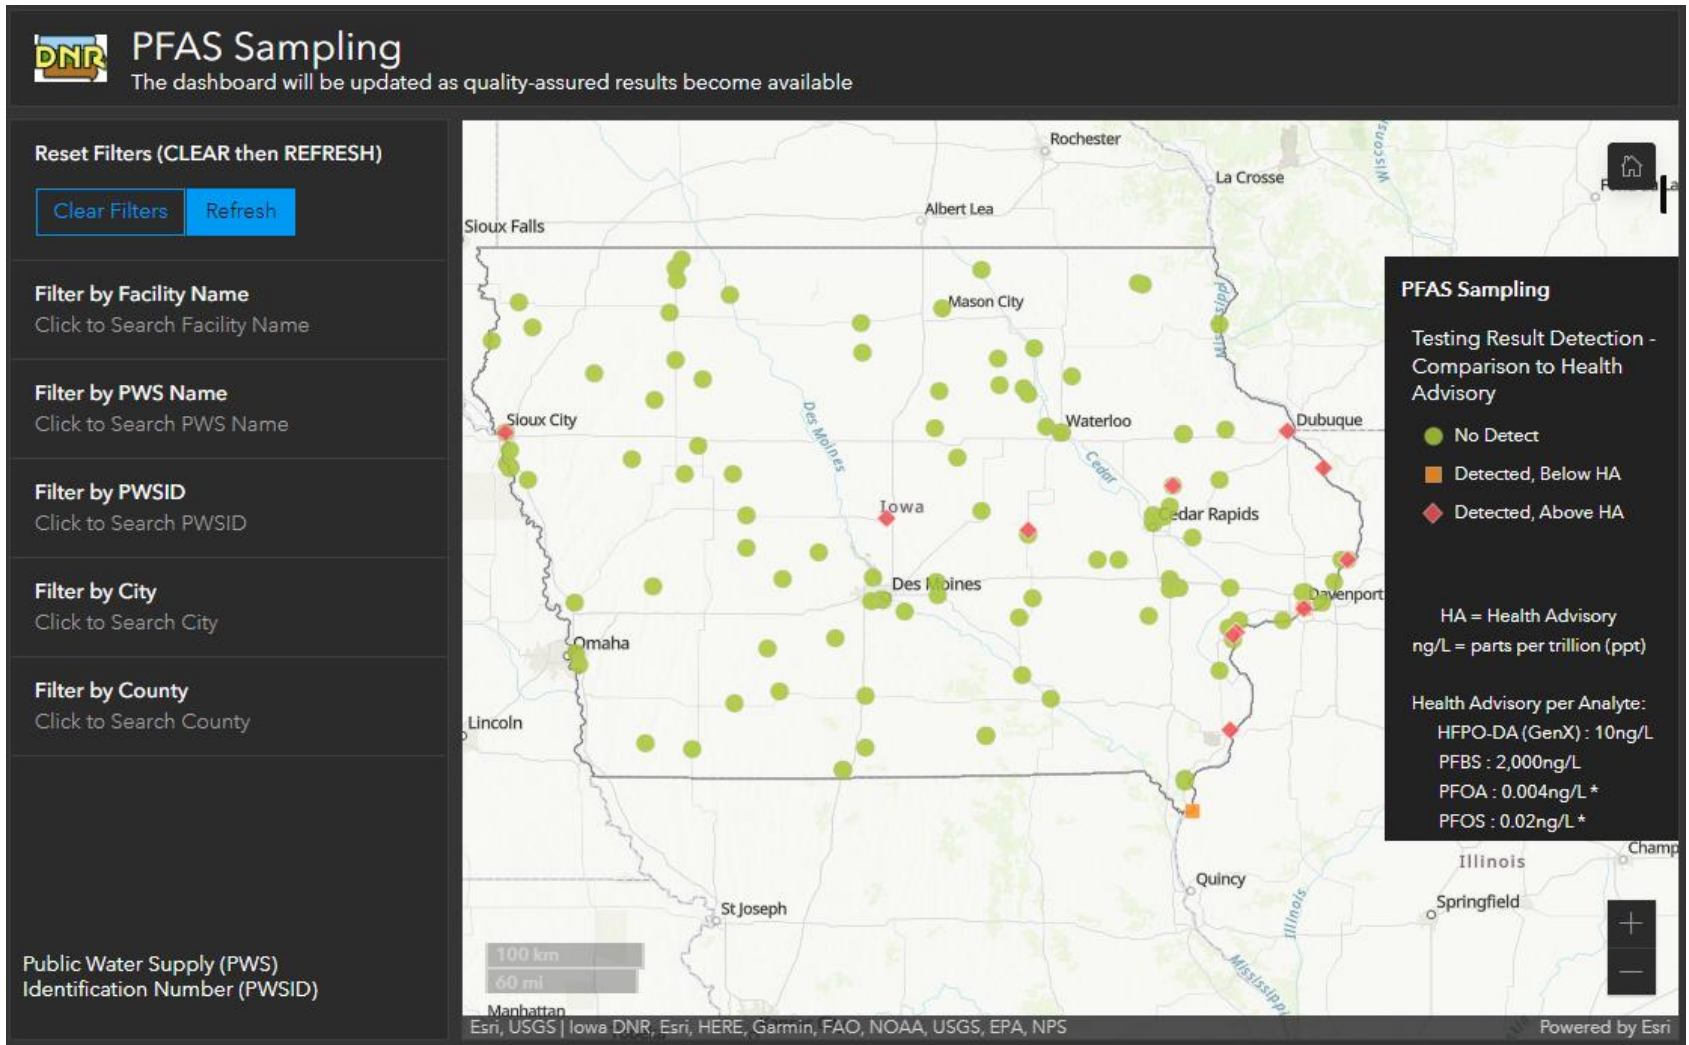 DNR
PFAS Sampling
The dashboard will be updated as quality-assured results become available
Reset Filters (CLEAR then REFRESH)
Clear Filters
Refresh
Filter by Facility Name
Click to Search Facility Name
Filter by PWS Name
Click to Search PWS Name
Filter by PWSID
Click to Search PWSID
Filter by City
Click to Search City
Filter by County
Click to Search County
Public Water Supply (PWS)
Identification Number (PWSID)
Rochester
La Crosse
Albert Lea
Sioux Falls
Mason City
Sioux City
Waterloo
Dubuque
Des Moines
Cedar
Iowa
Cedar Rapids
Des Moines
Davenport
Omaha
Lincoln
Quincy
Illinois
Springfield
St Joseph
Illinois
Mississippi
Manhattan
100 km
60 mi
PFAS Sampling
Testing Result Detection -
Comparison to Health
Advisory
No Detect
Detected, Below HA
Detected, Above HA
HA = Health Advisory
ng/L = parts per trillion (ppt)
Health Advisory per Analyte:
HFPO-DA (GenX) : 10ng/L
PFBS : 2,000ng/L
PFOA : 0.004ng/L *
PFOS : 0.02ng/L *
Esri, USGS | Iowa DNR, Esri, HERE, Garmin, FAO, NOAA, USGS, EPA, NPS
Powered by Esri